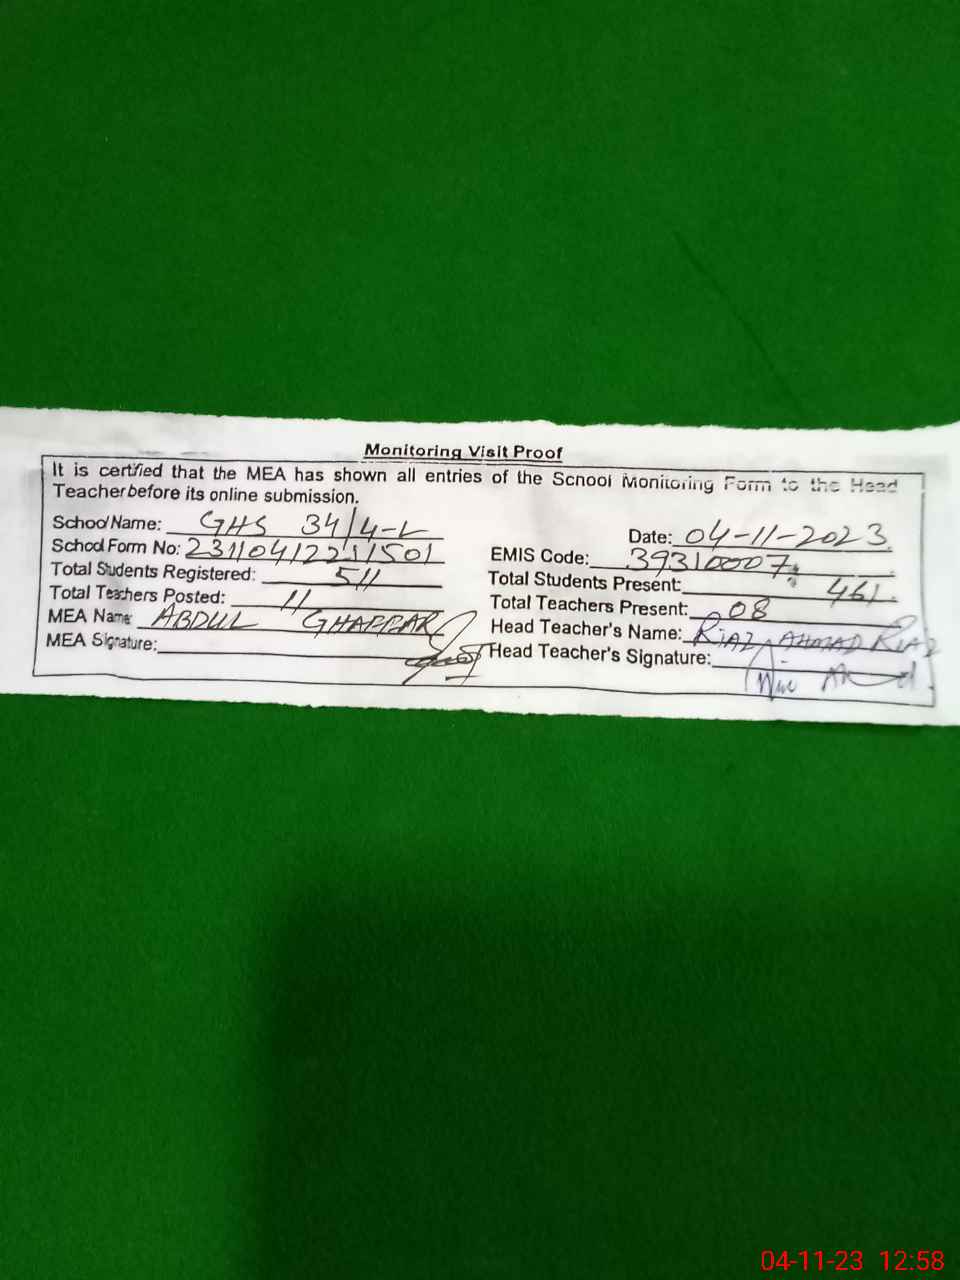 Monitoring Visit Proof
It is certified that the MEA has shown all entries of the School Monitoring Form to the Head
Teacher before its online submission.
School Name: GHS 34/4-L
Date: 04-11-2023
School Form No: 23110412211501
EMIS Code: 39310007
Total Students Registered: 511
Total Students Present: 461
Total Teachers Posted: 11
Total Teachers Present: 08
MEA Name: ABDUL GHAFFAR
Head Teacher's Name: RIAZ AHMAD RIAZ
MEA Signature:
Head Teacher's Signature:
04-11-23 12:58